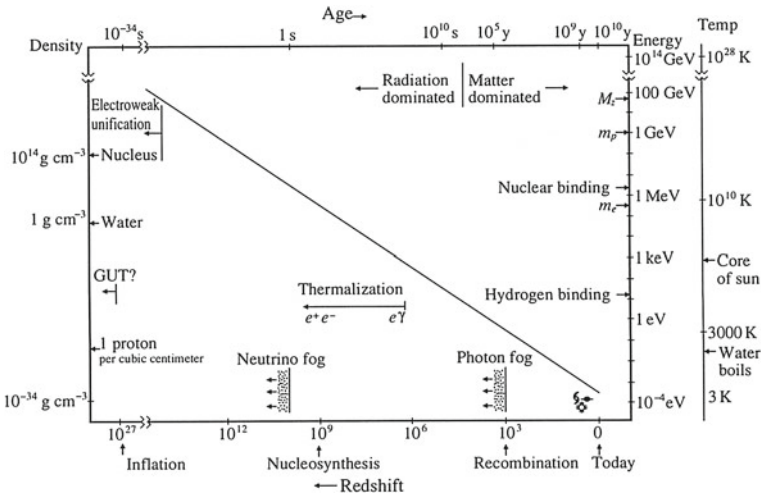 Age
Density
10⁻³⁴s
1 s
10¹⁰ s
10⁵y
10⁹ y
10¹⁰ y
Energy
Temp
10¹⁴ GeV
10²⁸ K
Radiation dominated
Matter dominated
100 GeV
M_z
Electroweak unification
m_p
1 GeV
10¹⁴g cm⁻³
Nucleus
Nuclear binding
1 MeV
10¹⁰ K
m_e
1 g cm⁻³
Water
1 keV
Core of sun
GUT?
Thermalization
Hydrogen binding
e⁺e⁻
eγ
1 eV
3000 K
1 proton
per cubic centimeter
Neutrino fog
Photon fog
Water boils
10⁻³⁴ g cm⁻³
10⁻⁴eV
3 K
10²⁷
10¹²
10⁹
10⁶
10³
0
Inflation
Nucleosynthesis
Recombination
Today
Redshift